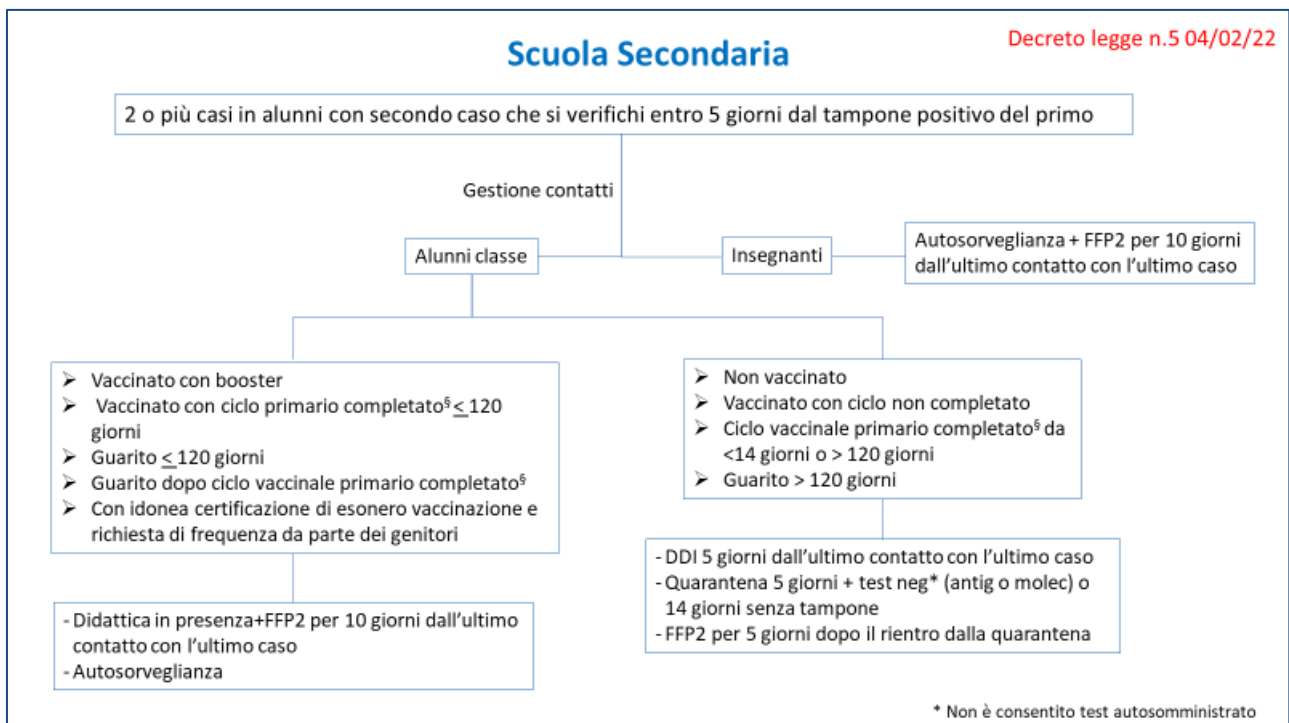 Decreto legge n.5 04/02/22
Scuola Secondaria
2 o più casi in alunni con secondo caso che si verifichi entro 5 giorni dal tampone positivo del primo
Gestione contatti
Alunni classe
Insegnanti
Autosorveglianza + FFP2 per 10 giorni
dall'ultimo contatto con l'ultimo caso
➢ Vaccinato con booster
➢ Vaccinato con ciclo primario completato§ ≤ 120
giorni
➢ Guarito ≤ 120 giorni
➢ Guarito dopo ciclo vaccinale primario completato§
➢ Con idonea certificazione di esonero vaccinazione e
richiesta di frequenza da parte dei genitori
➢ Non vaccinato
➢ Vaccinato con ciclo non completato
➢ Ciclo vaccinale primario completato§ da
<14 giorni o > 120 giorni
➢ Guarito > 120 giorni
- Didattica in presenza+FFP2 per 10 giorni dall'ultimo
contatto con l'ultimo caso
- Autosorveglianza
- DDI 5 giorni dall'ultimo contatto con l'ultimo caso
- Quarantena 5 giorni + test neg* (antig o molec) o
14 giorni senza tampone
- FFP2 per 5 giorni dopo il rientro dalla quarantena
* Non è consentito test autosomministrato